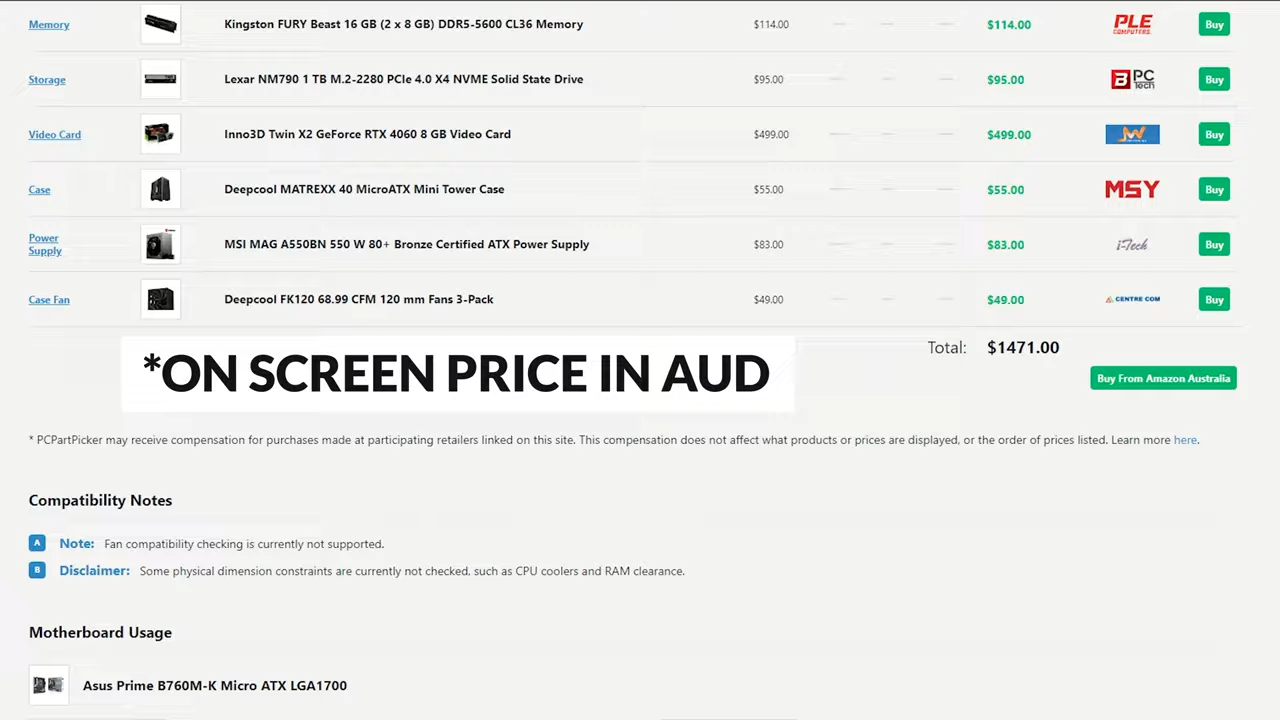 Memory Kingston FURY Beast 16 GB (2 x 8 GB) DDR5-5600 CL36 Memory $114.00 $114.00 PLE COMPUTERS Buy
Storage Lexar NM790 1 TB M.2-2280 PCIe 4.0 X4 NVME Solid State Drive $95.00 $95.00 B PC Tech Buy
Video Card Inno3D Twin X2 GeForce RTX 4060 8 GB Video Card $499.00 $499.00 JW Buy
Case Deepcool MATREXX 40 MicroATX Mini Tower Case $55.00 $55.00 MSY Buy
Power Supply MSI MAG A550BN 550 W 80+ Bronze Certified ATX Power Supply $83.00 $83.00 i-Tech Buy
Case Fan Deepcool FK120 68.99 CFM 120 mm Fans 3-Pack $49.00 $49.00 CENTRE COM Buy
Total: $1471.00
*ON SCREEN PRICE IN AUD
Buy From Amazon Australia
* PCPartPicker may receive compensation for purchases made at participating retailers linked on this site. This compensation does not affect what products or prices are displayed, or the order of prices listed. Learn more here.
Compatibility Notes
A Note: Fan compatibility checking is currently not supported.
B Disclaimer: Some physical dimension constraints are currently not checked, such as CPU coolers and RAM clearance.
Motherboard Usage
Asus Prime B760M-K Micro ATX LGA1700